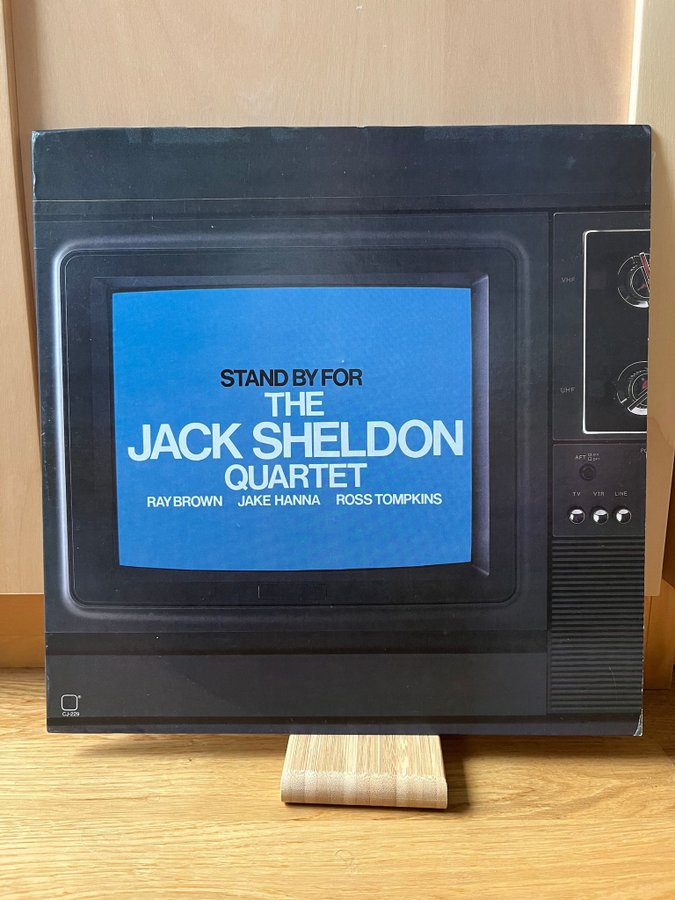 STAND BY FOR
THE
JACK SHELDON
QUARTET
RAY BROWN JAKE HANNA ROSS TOMPKINS
VHF
UHF
AFT
TV VTR LINE
CJ-229